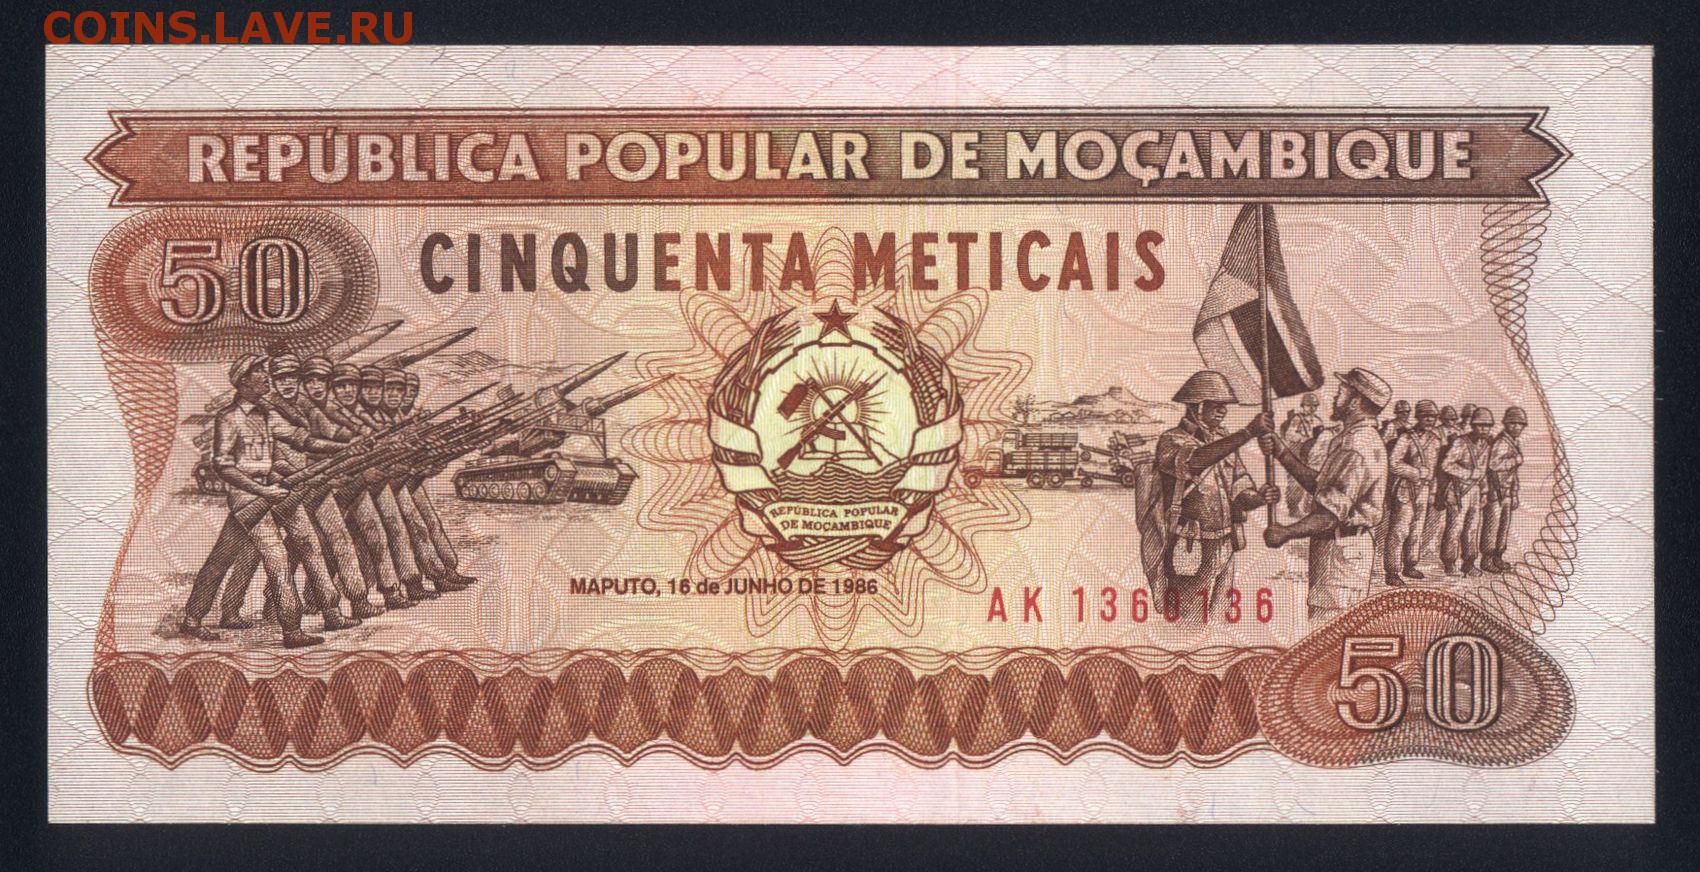 COINS.LAVE.RU
REPÚBLICA POPULAR DE MOÇAMBIQUE
50
CINQUENTA METICAIS
REPÚBLICA POPULAR
DE MOÇAMBIQUE
MAPUTO, 16 de JUNHO DE 1986
AK 1360136
50